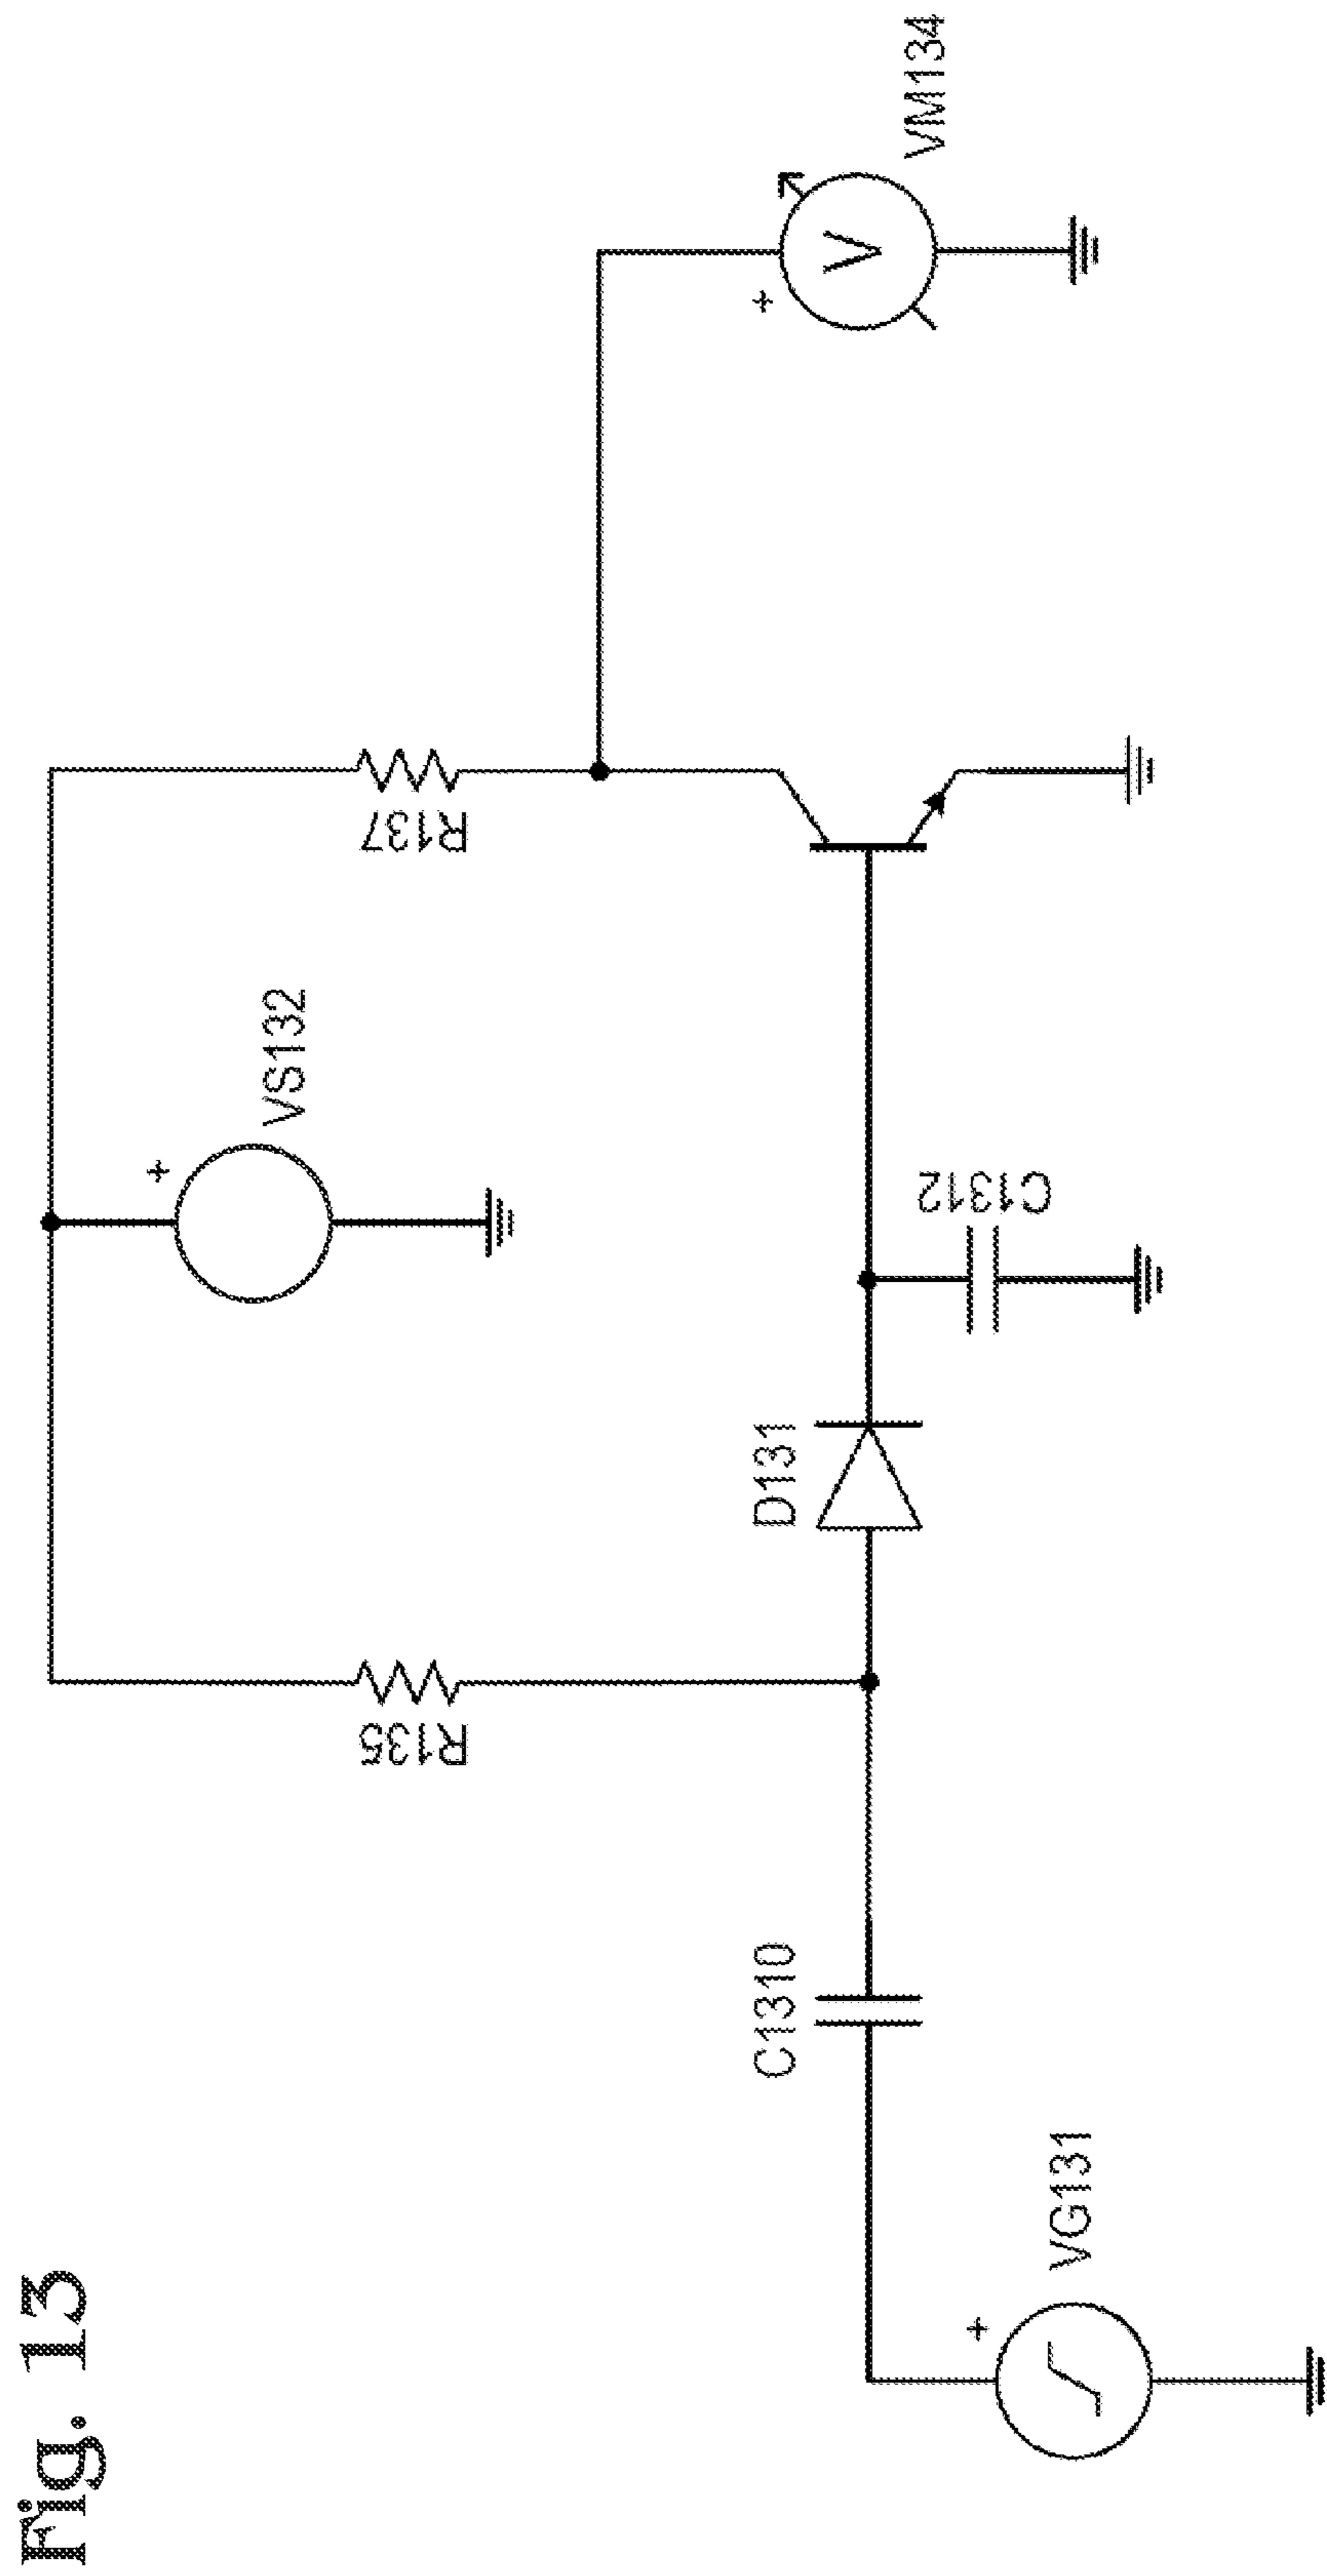 Fig. 13
VS132
R135
R137
C1310
D131
C1312
VG131
VM134
+
+
+
V